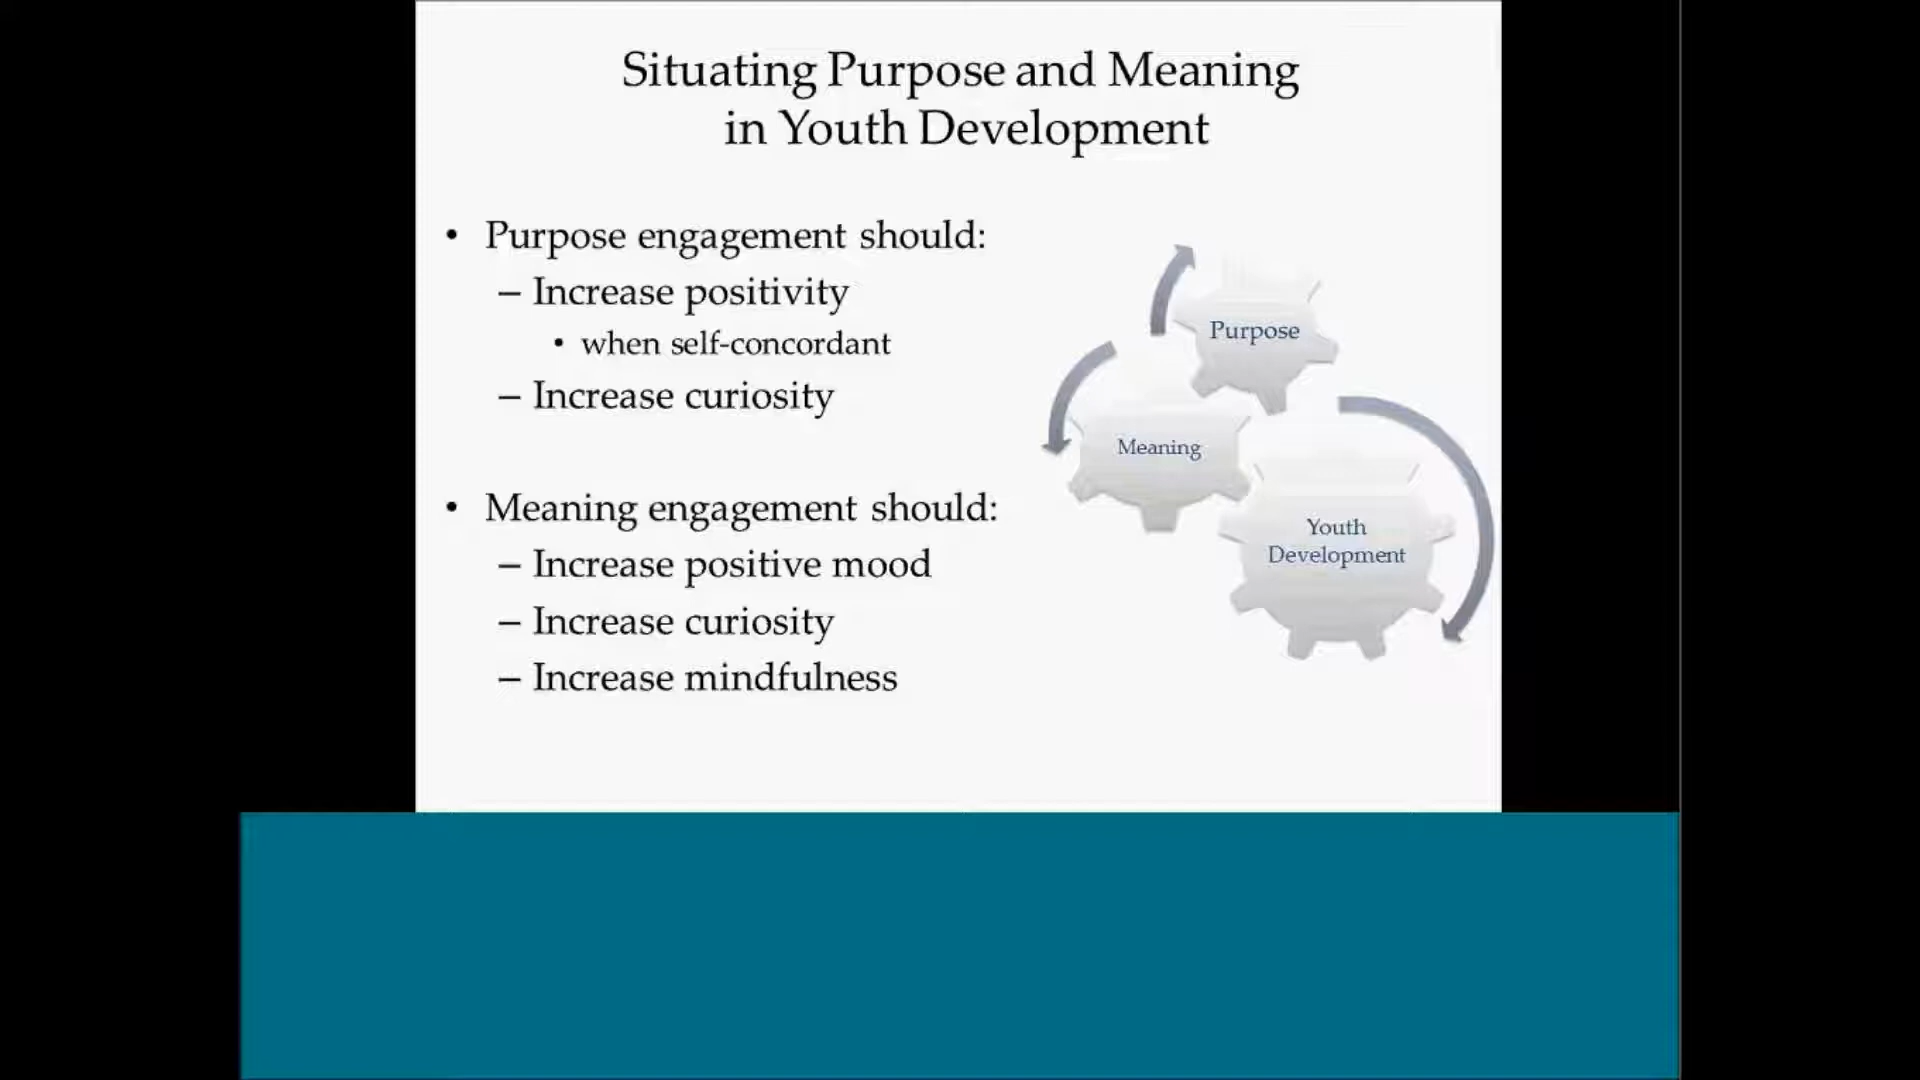 Situating Purpose and Meaning
in Youth Development
• Purpose engagement should:
– Increase positivity
• when self-concordant
– Increase curiosity
• Meaning engagement should:
– Increase positive mood
– Increase curiosity
– Increase mindfulness
Purpose
Meaning
Youth
Development